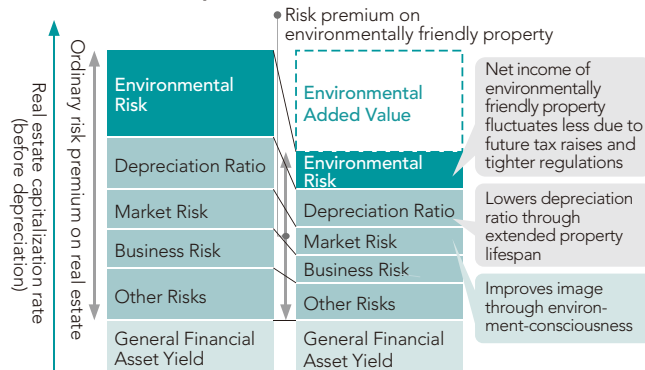 Risk premium on
environmentally friendly property
Real estate capitalization rate
(before depreciation)
Ordinary risk premium on real estate
Environmental
Risk
Depreciation Ratio
Market Risk
Business Risk
Other Risks
General Financial
Asset Yield
Environmental
Added Value
Environmental
Risk
Depreciation Ratio
Market Risk
Business Risk
Other Risks
General Financial
Asset Yield
Net income of
environmentally
friendly property
fluctuates less due to
future tax raises and
tighter regulations
Lowers depreciation
ratio through
extended property
lifespan
Improves image
through environ-
ment-consciousness